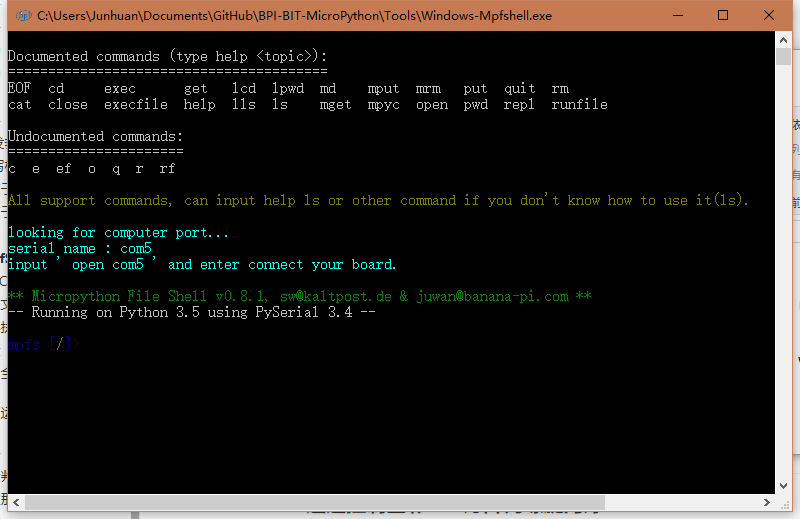 C:\Users\Junhuan\Documents\GitHub\BPI-BIT-MicroPython\Tools\Windows-Mpfshell.exe
Documented commands (type help <topic>):
========================================
EOF cd exec get lcd lpwd md mput mrm put quit rm
cat close execfile help lls ls mget mpyc open pwd repl runfile
Undocumented commands:
======================
c e ef o q r rf
All support commands, can input help ls or other command if you don't know how to use it(ls).
looking for computer port...
serial name : com5
input ' open com5 ' and enter connect your board.
** Micropython File Shell v0.8.1, sw@kaltpost.de & juwan@banana-pi.com **
-- Running on Python 3.5 using PySerial 3.4 --
mpfs [/]>